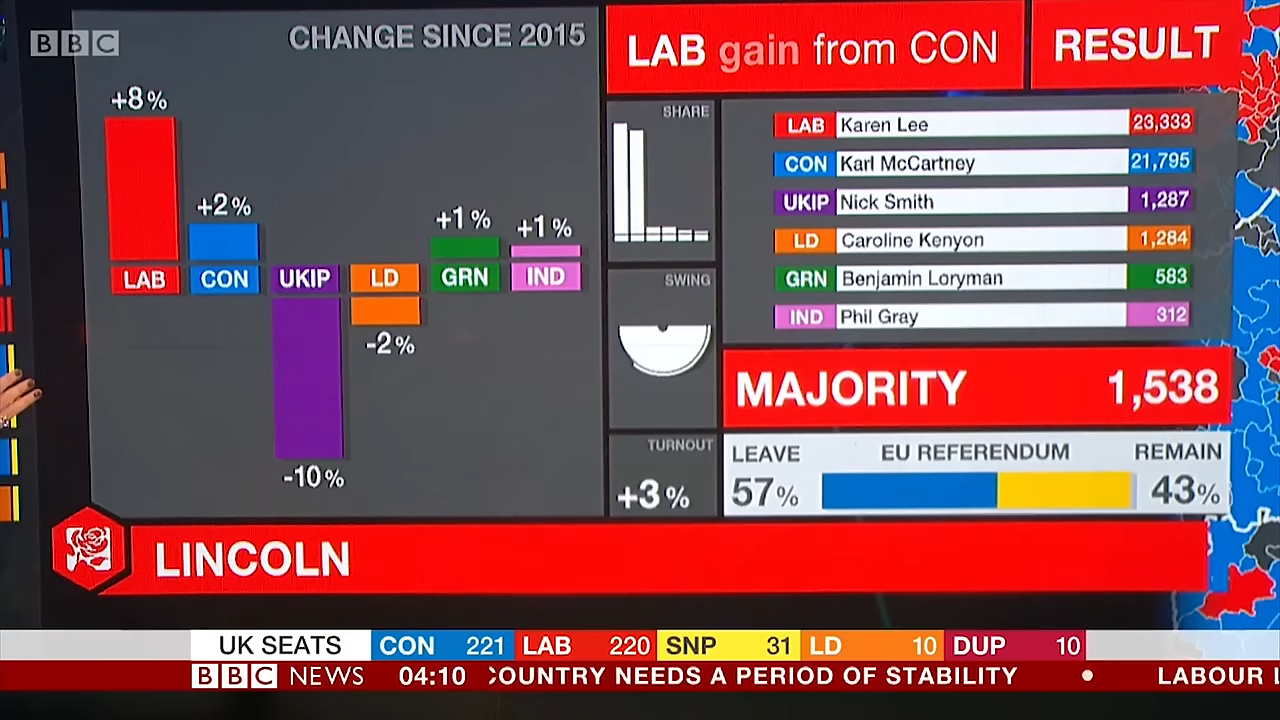 BBC
CHANGE SINCE 2015
+8%
+2%
+1%
+1%
LAB
CON
UKIP
LD
GRN
IND
-2%
-10%
LAB gain from CON
RESULT
SHARE
SWING
TURNOUT
+3%
LAB Karen Lee 23,333
CON Karl McCartney 21,795
UKIP Nick Smith 1,287
LD Caroline Kenyon 1,284
GRN Benjamin Loryman 583
IND Phil Gray 312
MAJORITY 1,538
LEAVE EU REFERENDUM REMAIN
57% 43%
LINCOLN
UK SEATS CON 221 LAB 220 SNP 31 LD 10 DUP 10
BBC NEWS 04:10 COUNTRY NEEDS A PERIOD OF STABILITY • LABOUR